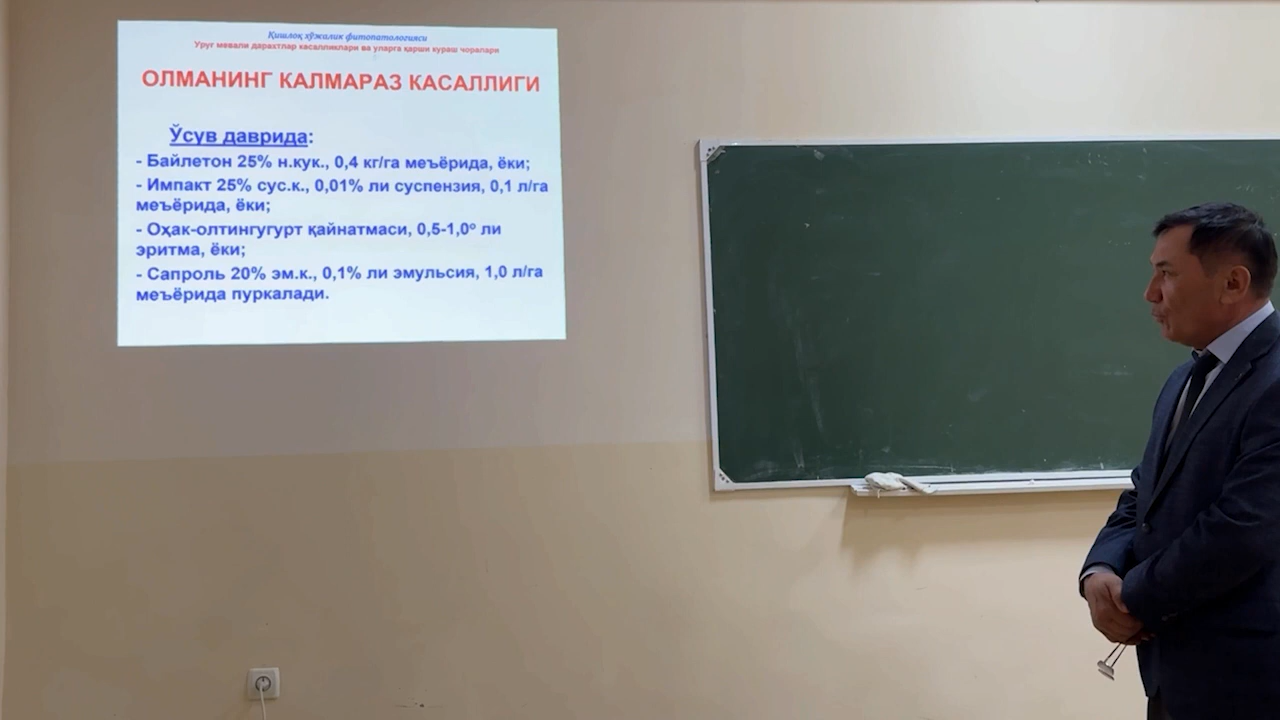 Қишлоқ хўжалик фитопатологияси
Уруғ мевали дарахтлар касалликлари ва уларга қарши кураш чоралари
ОЛМАНИНГ КАЛМАРАЗ КАСАЛЛИГИ
Ўсув даврида:
- Байлетон 25% н.кук., 0,4 кг/га меъёрида, ёки;
- Импакт 25% сус.к., 0,01% ли суспензия, 0,1 л/га
меъёрида, ёки;
- Оҳак-олтингугурт қайнатмаси, 0,5-1,0º ли
эритма, ёки;
- Сапроль 20% эм.к., 0,1% ли эмульсия, 1,0 л/га
меъёрида пуркалади.